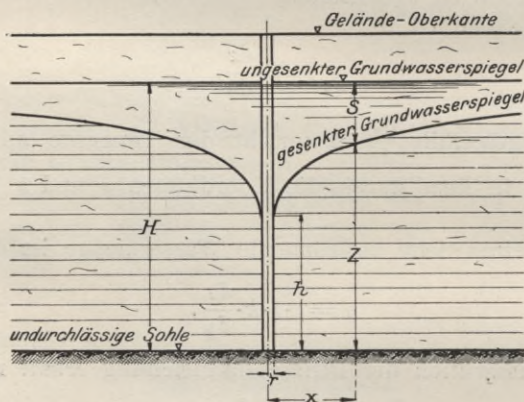 Gelände-Oberkante
ungesenkter Grundwasserspiegel
S
gesenkter Grundwasserspiegel
H
Z
h
undurchlässige Sohle
r
x